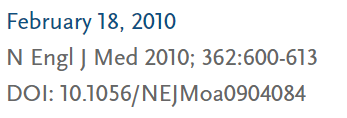 February 18, 2010
N Engl J Med 2010; 362:600-613
DOI: 10.1056/NEJMoa0904084